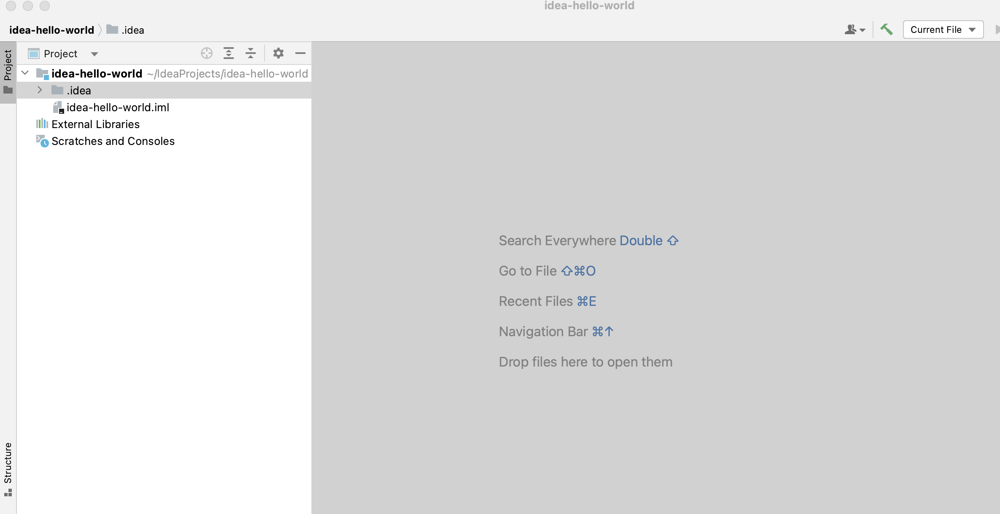 idea-hello-world
idea-hello-world .idea
Current File
Project
Project
idea-hello-world ~/IdeaProjects/idea-hello-world
.idea
idea-hello-world.iml
External Libraries
Scratches and Consoles
Search Everywhere Double ⇧
Go to File ⇧⌘O
Recent Files ⌘E
Navigation Bar ⌘↑
Drop files here to open them
Structure